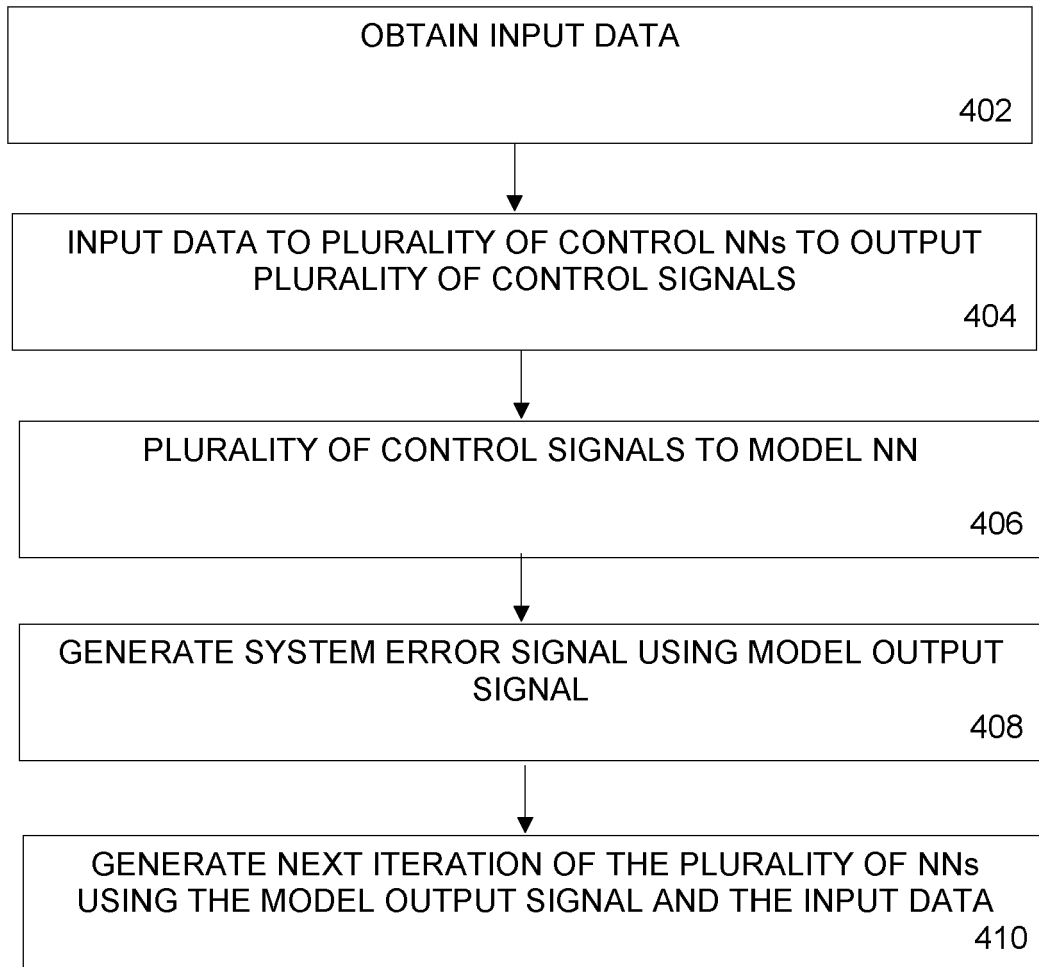 OBTAIN INPUT DATA
402
INPUT DATA TO PLURALITY OF CONTROL NNs TO OUTPUT
PLURALITY OF CONTROL SIGNALS
404
PLURALITY OF CONTROL SIGNALS TO MODEL NN
406
GENERATE SYSTEM ERROR SIGNAL USING MODEL OUTPUT
SIGNAL
408
GENERATE NEXT ITERATION OF THE PLURALITY OF NNs
USING THE MODEL OUTPUT SIGNAL AND THE INPUT DATA
410